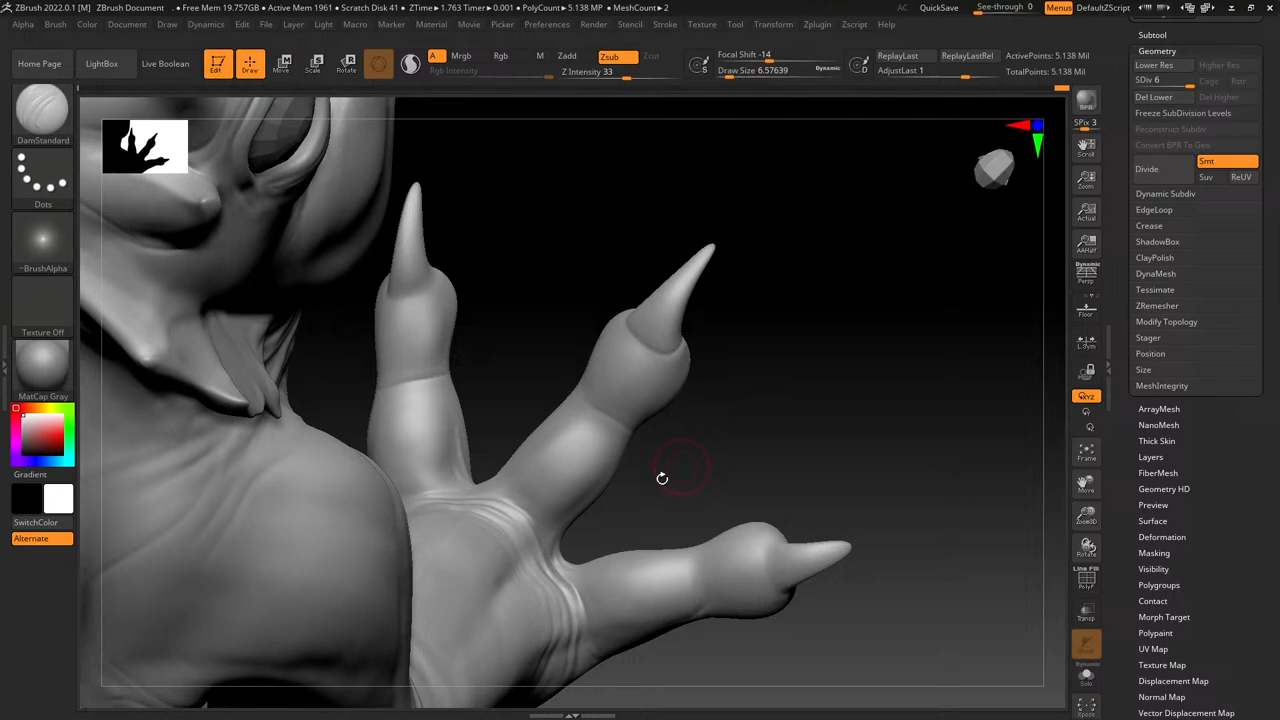 ZBrush 2022.0.1 [M]
ZBrush Document
. • Free Mem 19.757GB • Active Mem 1961 • Scratch Disk 41 • ZTime▸1.763 Timer▸0.001 • PolyCount▸5.138 MP • MeshCount▸2
AC
QuickSave
See-through 0
Menus
DefaultZScript
Alpha Brush Color Document Draw Dynamics Edit File Layer Light Macro Marker Material Movie Picker Preferences Render Stencil Stroke Texture Tool Transform Zplugin Zscript Help
Home Page
LightBox
Live Boolean
Edit
Draw
Move
Scale
Rotate
A
Mrgb
Rgb
M
Zadd
Zsub
Zcut
Rgb Intensity
Z Intensity 33
S
Focal Shift -14
Draw Size 6.57639
Dynamic
D
ReplayLast
ReplayLastRel
AdjustLast 1
ActivePoints: 5.138 Mil
TotalPoints: 5.138 Mil
DamStandard
Dots
~BrushAlpha
Texture Off
MatCap Gray
Gradient
SwitchColor
Alternate
BPR
SPix 3
Scroll
Zoom
Actual
AAHalf
Dynamic
Persp
Floor
L.Sym
XYZ
Frame
Move
Zoom3D
Rotate
Line Fill
PolyF
Transp
Dynamic
Solo
Xpose
Subtool
Geometry
Lower Res
Higher Res
SDiv 6
Cage
Rstr
Del Lower
Del Higher
Freeze SubDivision Levels
Reconstruct Subdiv
Convert BPR To Geo
Divide
Smt
Suv
ReUV
Dynamic Subdiv
EdgeLoop
Crease
ShadowBox
ClayPolish
DynaMesh
Tessimate
ZRemesher
Modify Topology
Stager
Position
Size
MeshIntegrity
ArrayMesh
NanoMesh
Thick Skin
Layers
FiberMesh
Geometry HD
Preview
Surface
Deformation
Masking
Visibility
Polygroups
Contact
Morph Target
Polypaint
UV Map
Texture Map
Displacement Map
Normal Map
Vector Displacement Map